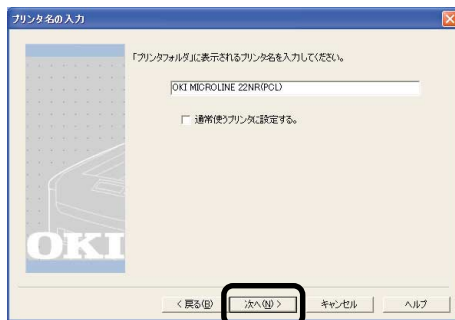 プリンタ名の入力
「プリンタフォルダ」に表示されるプリンタ名を入力してください。
OKI MICROLINE 22NR(PCL)
通常使うプリンタに設定する。
OKI
< 戻る(B)
次へ(N) >
キャンセル
ヘルプ